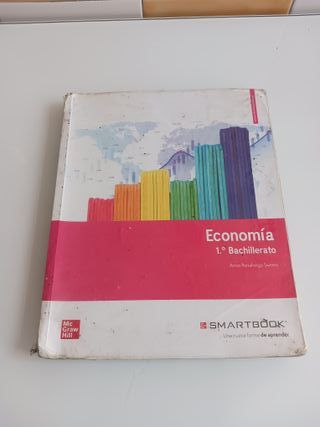 Economía
1.º Bachillerato
Mc
Graw
Hill
SMARTBOOK
Una nueva forma de aprender